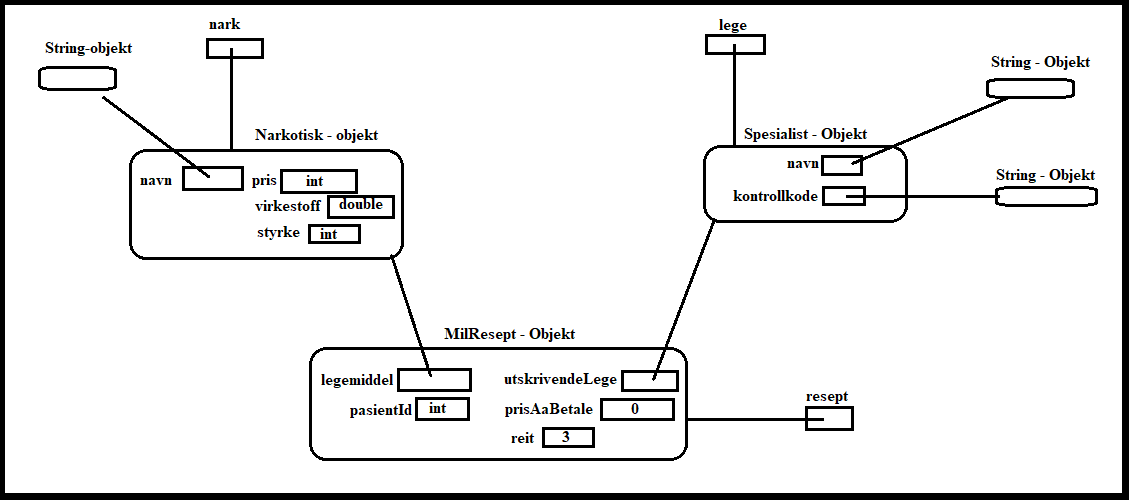 nark
String-objekt
Narkotisk - objekt
navn
pris
int
virkestoff
double
styrke
int
lege
String - Objekt
Spesialist - Objekt
navn
kontrollkode
String - Objekt
MilResept - Objekt
legemiddel
utskrivendeLege
pasientId
int
prisAaBetale
0
reit
3
resept